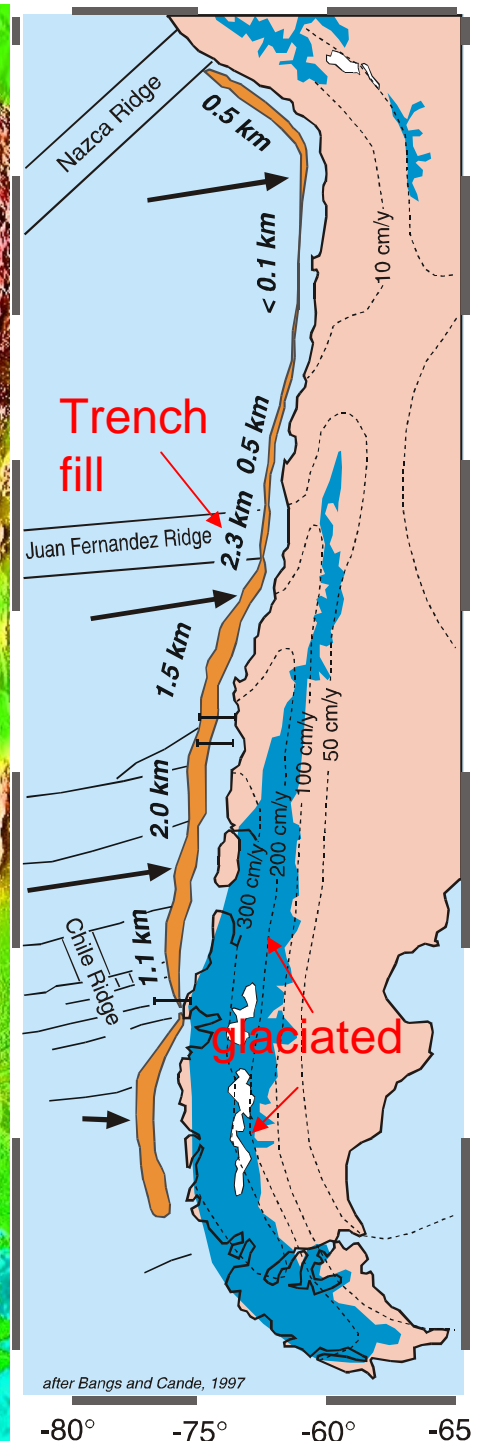 Nazca Ridge
0.5 km
10 cm/y
< 0.1 km
Trench
fill
0.5 km
2.3 km
Juan Fernandez Ridge
1.5 km
50 cm/y
100 cm/y
2.0 km
200 cm/y
300 cm/y
1.1 km
Chile Ridge
glaciated
after Bangs and Cande, 1997
-80° -75° -60° -65